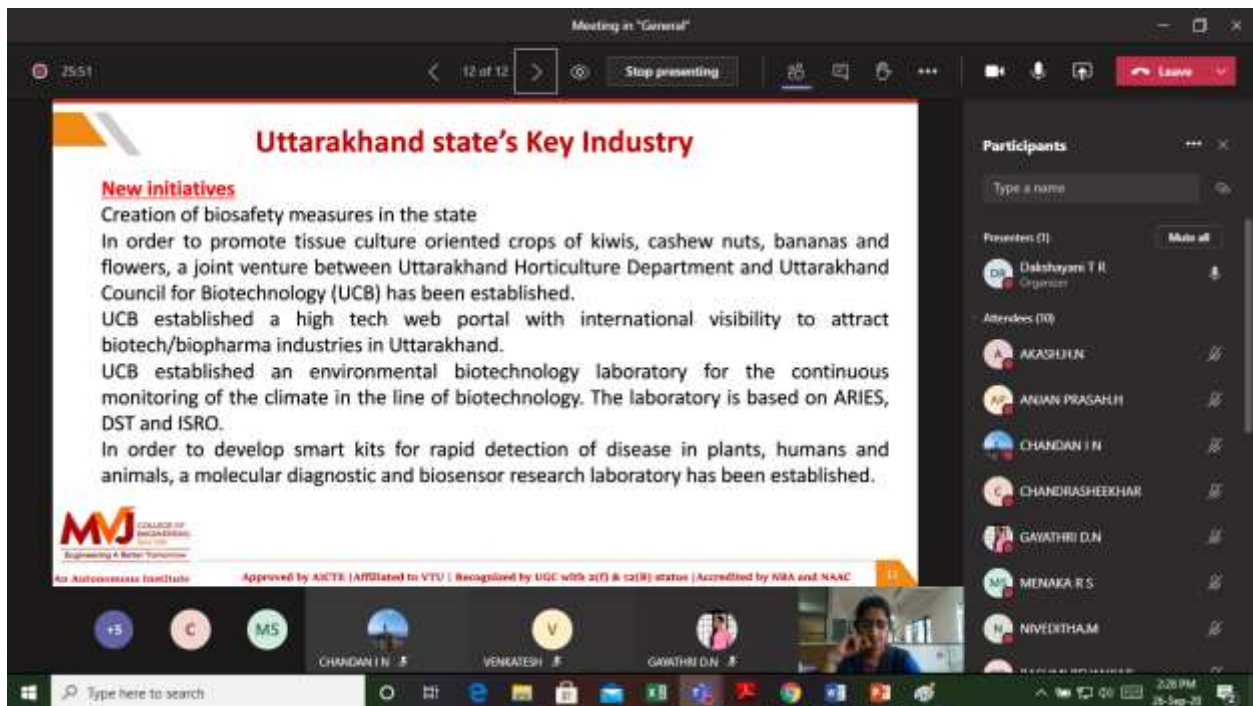 Meeting in "General"
25:51
12 of 12
Stop presenting
Leave
Uttarakhand state's Key Industry
New initiatives
Creation of biosafety measures in the state
In order to promote tissue culture oriented crops of kiwis, cashew nuts, bananas and
flowers, a joint venture between Uttarakhand Horticulture Department and Uttarakhand
Council for Biotechnology (UCB) has been established.
UCB established a high tech web portal with international visibility to attract
biotech/biopharma industries in Uttarakhand.
UCB established an environmental biotechnology laboratory for the continuous
monitoring of the climate in the line of biotechnology. The laboratory is based on ARIES,
DST and ISRO.
In order to develop smart kits for rapid detection of disease in plants, humans and
animals, a molecular diagnostic and biosensor research laboratory has been established.
MVJ
COLLEGE OF
ENGINEERING
Engineering A Better Tomorrow
An Autonomous Institute
Approved by AICTE | Affiliated to VTU | Recognized by UGC with 2(f) & 12(B) status | Accredited by NBA and NAAC
Participants
Type a name
Presenters (1)
Mute all
DR
Dakshayani T R
Organizer
Attendees (10)
A
AKASH.H.N
AP
ANJAN PRASAH.H
CHANDAN I N
C
CHANDRASHEEKHAR
GAYATHRI D.N
MS
MENAKA R S
N
NIVEDITHA.M
+5
C
MS
CHANDAN I N
V
VENKATESH
GAYATHRI D.N
Type here to search
2:28 PM
26-Sep-20